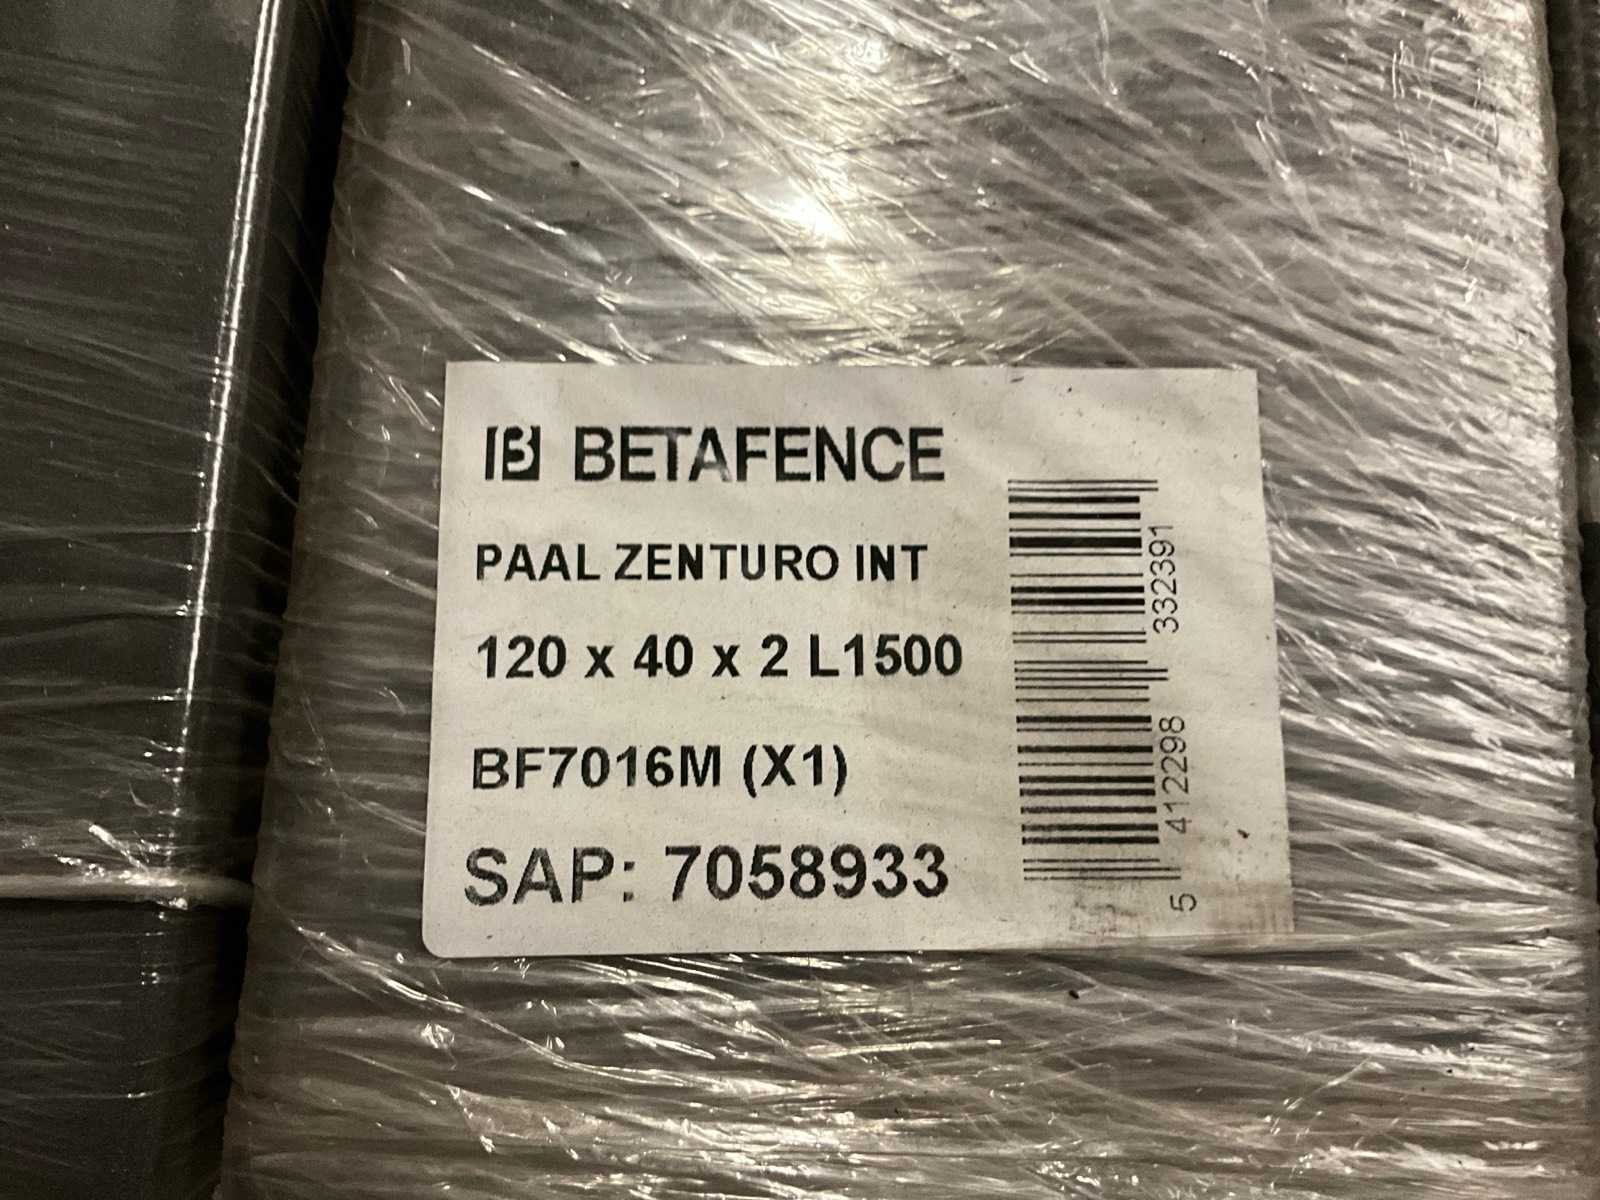 BETAFENCE
PAAL ZENTURO INT
120 x 40 x 2 L1500
BF7016M (X1)
SAP: 7058933
5 412298 332391